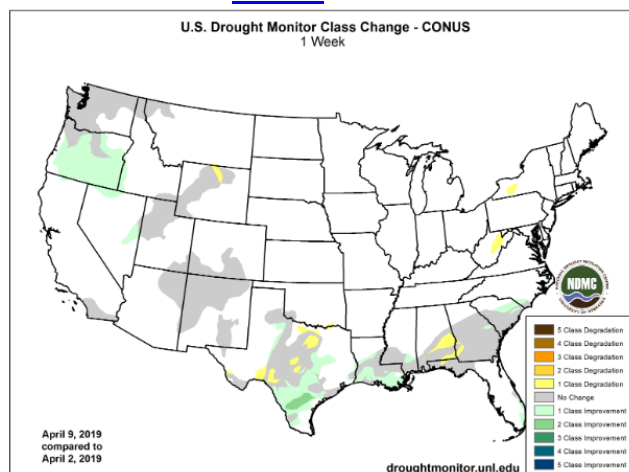 U.S. Drought Monitor Class Change - CONUS
1 Week
NDMC
5 Class Degradation
4 Class Degradation
3 Class Degradation
2 Class Degradation
1 Class Degradation
No Change
1 Class Improvement
2 Class Improvement
3 Class Improvement
4 Class Improvement
5 Class Improvement
April 9, 2019
compared to
April 2, 2019
droughtmonitor.unl.edu